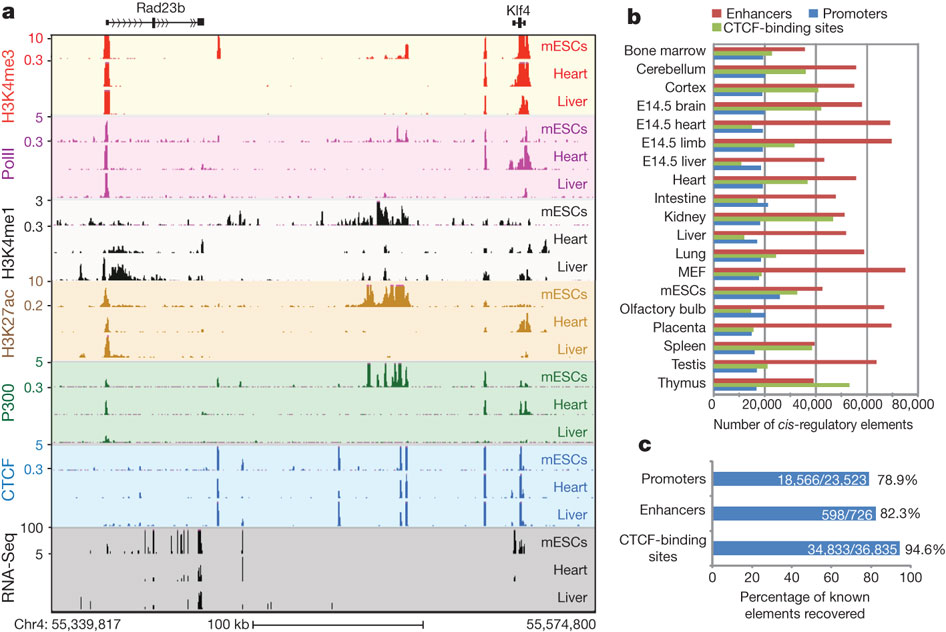 a
Rad23b
Klf4
H3K4me3
10
0.3
mESCs
Heart
Liver
PolII
5
0.3
mESCs
Heart
Liver
H3K4me1
3
0.3
mESCs
Heart
Liver
H3K27ac
10
0.2
mESCs
Heart
Liver
P300
5
0.3
mESCs
Heart
Liver
CTCF
5
0.3
mESCs
Heart
Liver
RNA-Seq
100
5
mESCs
Heart
Liver
Chr4: 55,339,817
100 kb
55,574,800
b
Enhancers
Promoters
CTCF-binding sites
Bone marrow
Cerebellum
Cortex
E14.5 brain
E14.5 heart
E14.5 limb
E14.5 liver
Heart
Intestine
Kidney
Liver
Lung
MEF
mESCs
Olfactory bulb
Placenta
Spleen
Testis
Thymus
0
20,000
40,000
60,000
80,000
Number of cis-regulatory elements
c
Promoters
18,566/23,523
78.9%
Enhancers
598/726
82.3%
CTCF-binding
sites
34,833/36,835
94.6%
0
20
40
60
80
100
Percentage of known
elements recovered